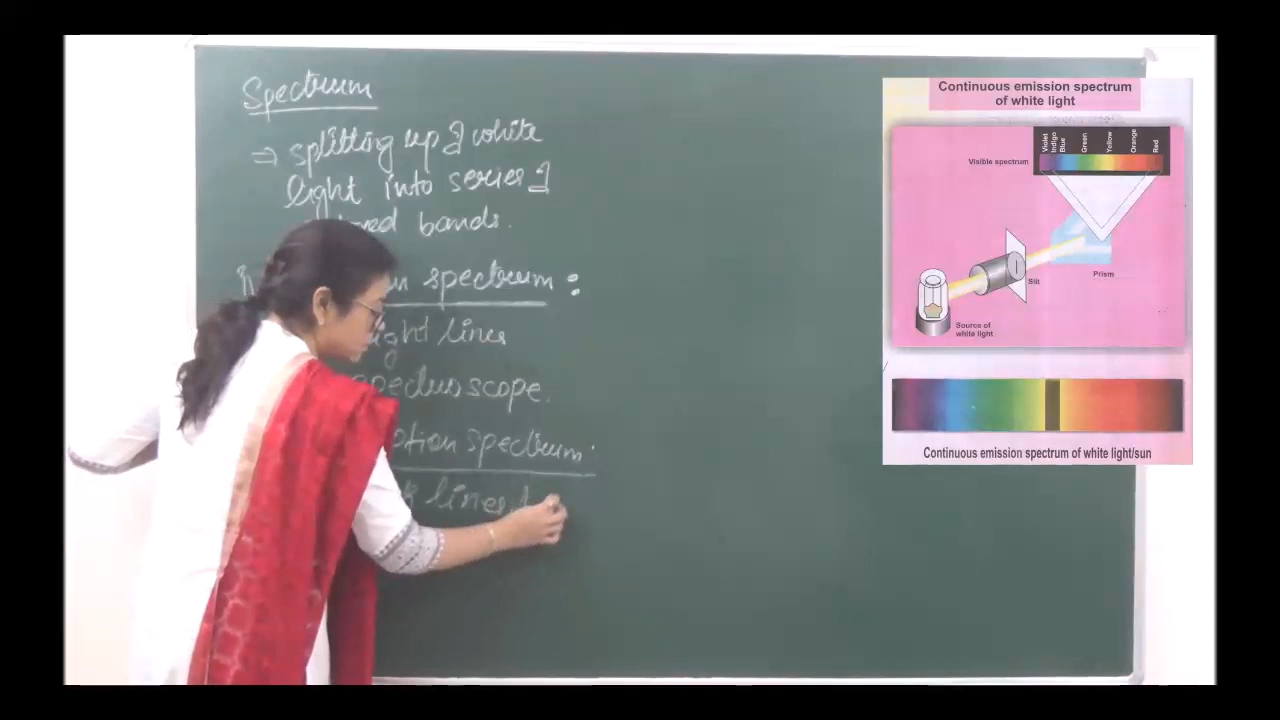 Spectrum
⇒ splitting up of white
light into series of
bands.
spectrum :
lines
scope.
spectrum.
lines
Continuous emission spectrum
of white light
Violet
Indigo
Blue
Green
Yellow
Orange
Red
Visible spectrum
Slit
Prism
Source of
white light
Continuous emission spectrum of white light/sun